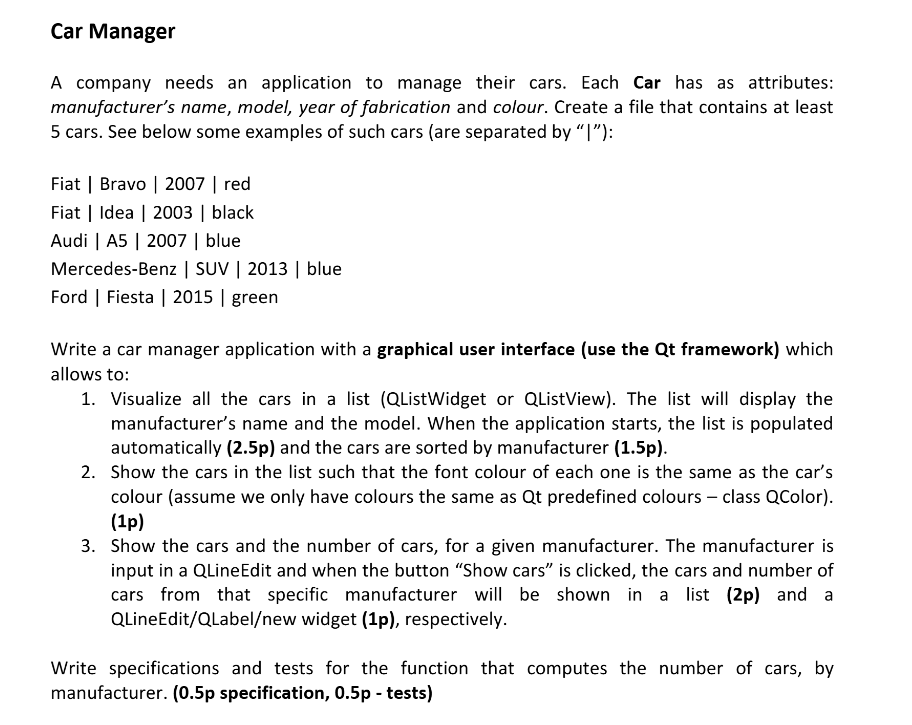 Car Manager
A company needs an application to manage their cars. Each Car has as attributes:
manufacturer's name, model, year of fabrication and colour. Create a file that contains at least
5 cars. See below some examples of such cars (are separated by "|"):
Fiat | Bravo | 2007 | red
Fiat | Idea | 2003 | black
Audi | A5 | 2007 | blue
Mercedes-Benz | SUV | 2013 | blue
Ford | Fiesta | 2015 | green
Write a car manager application with a graphical user interface (use the Qt framework) which
allows to:
1. Visualize all the cars in a list (QListWidget or QListView). The list will display the
manufacturer's name and the model. When the application starts, the list is populated
automatically (2.5p) and the cars are sorted by manufacturer (1.5p).
2. Show the cars in the list such that the font colour of each one is the same as the car's
colour (assume we only have colours the same as Qt predefined colours – class QColor).
(1p)
3. Show the cars and the number of cars, for a given manufacturer. The manufacturer is
input in a QLineEdit and when the button "Show cars" is clicked, the cars and number of
cars from that specific manufacturer will be shown in a list (2p) and a
QLineEdit/QLabel/new widget (1p), respectively.
Write specifications and tests for the function that computes the number of cars, by
manufacturer. (0.5p specification, 0.5p - tests)